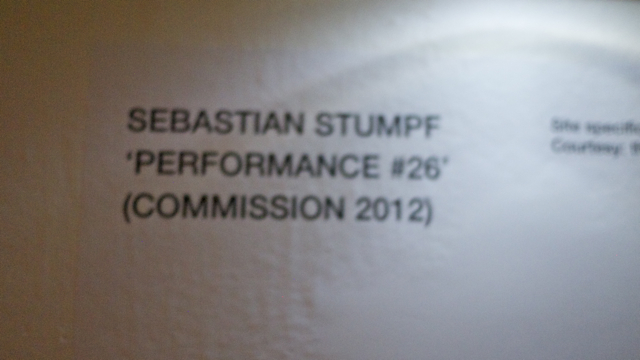 SEBASTIAN STUMPF
'PERFORMANCE #26'
(COMMISSION 2012)
Site specific
Courtesy: